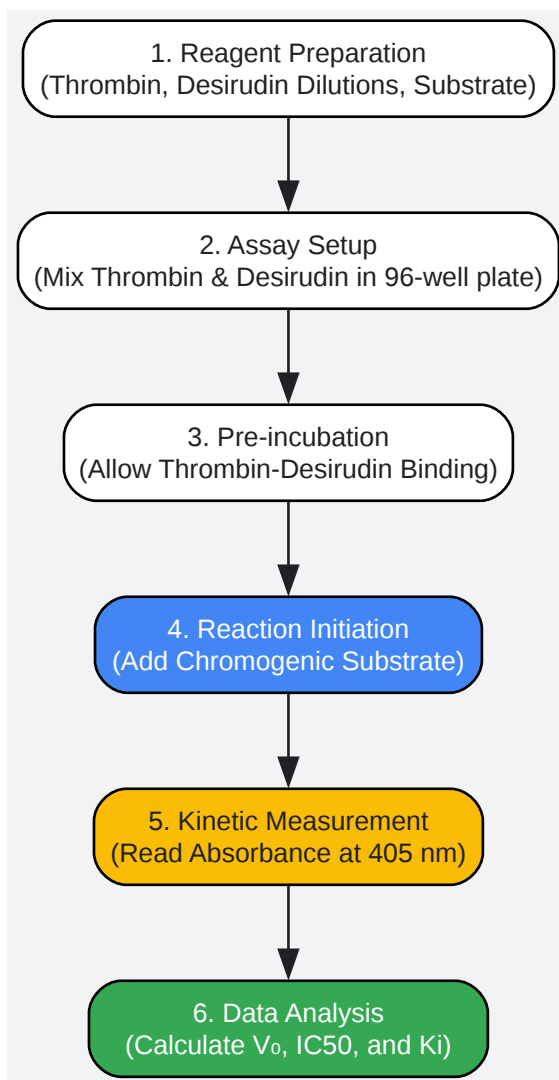 1. Reagent Preparation
(Thrombin, Desirudin Dilutions, Substrate)
2. Assay Setup
(Mix Thrombin & Desirudin in 96-well plate)
3. Pre-incubation
(Allow Thrombin-Desirudin Binding)
4. Reaction Initiation
(Add Chromogenic Substrate)
5. Kinetic Measurement
(Read Absorbance at 405 nm)
6. Data Analysis
(Calculate V₀, IC50, and Ki)